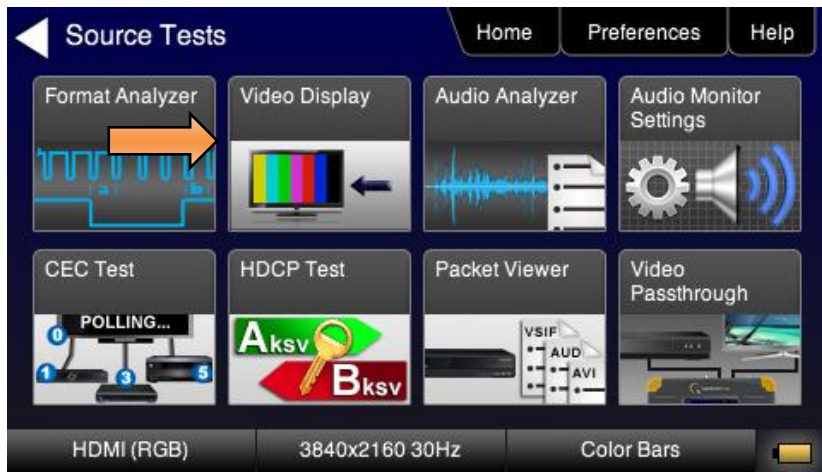 Source Tests
Home
Preferences
Help
Format Analyzer
Video Display
Audio Analyzer
Audio Monitor
Settings
a
b
CEC Test
HDCP Test
Packet Viewer
Video
Passthrough
POLLING...
0
1
3
5
Aksv
Bksv
VSIF
AUD
AVI
HDMI (RGB)
3840x2160 30Hz
Color Bars